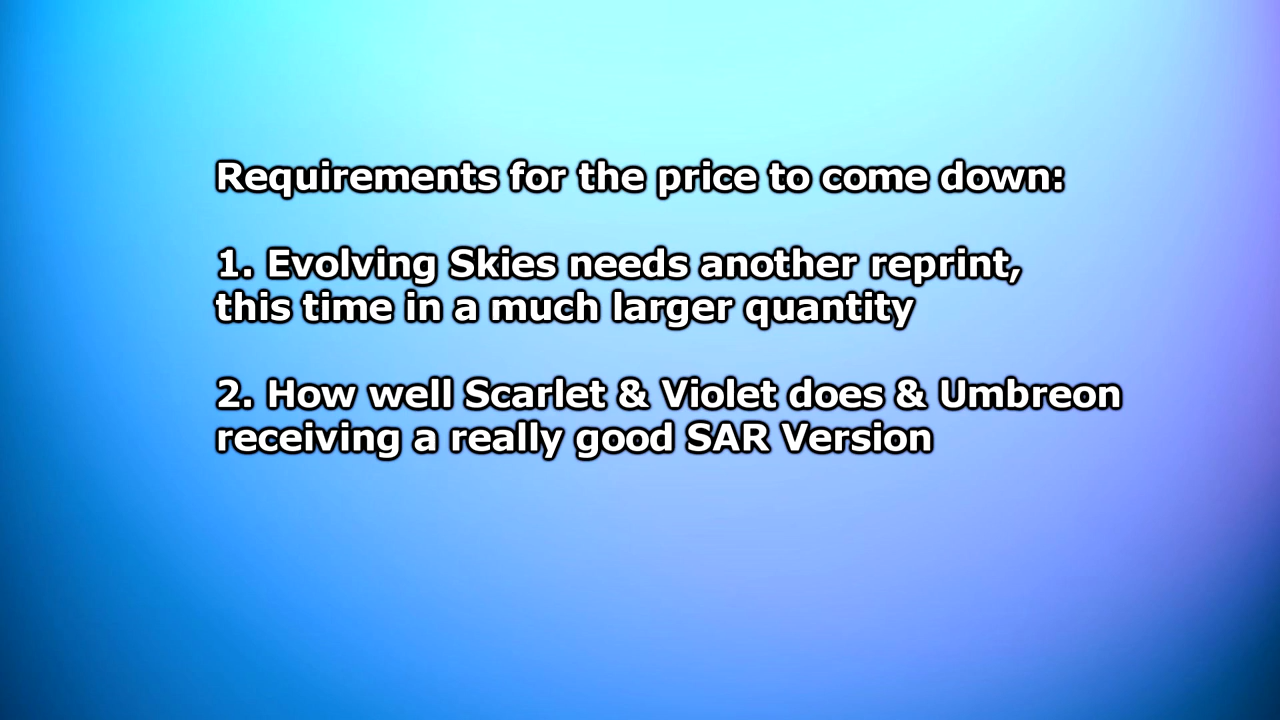 Requirements for the price to come down:
1. Evolving Skies needs another reprint,
this time in a much larger quantity
2. How well Scarlet & Violet does & Umbreon
receiving a really good SAR Version